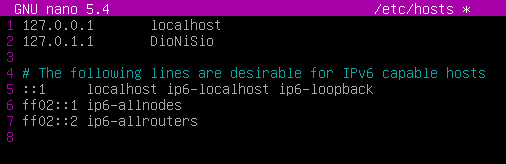 GNU nano 5.4 /etc/hosts *
1 127.0.0.1 localhost
2 127.0.1.1 DioNiSio
3
4 # The following lines are desirable for IPv6 capable hosts
5 ::1 localhost ip6-localhost ip6-loopback
6 ff02::1 ip6-allnodes
7 ff02::2 ip6-allrouters
8